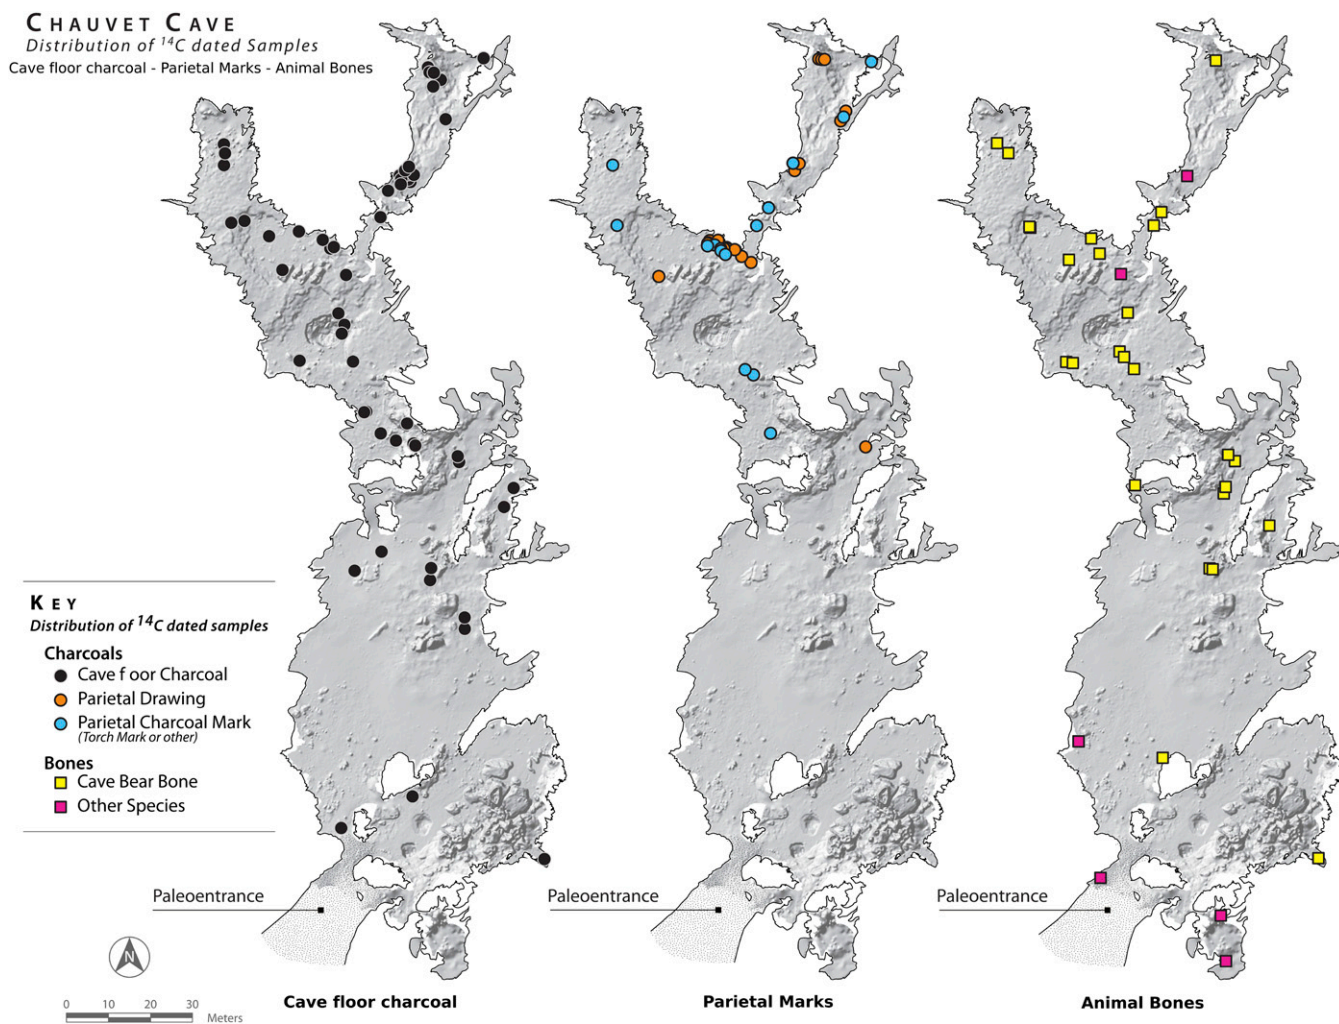 CHAUVET CAVE
Distribution of ¹⁴C dated Samples
Cave floor charcoal - Parietal Marks - Animal Bones
KEY
Distribution of ¹⁴C dated samples
Charcoals
Cave f oor Charcoal
Parietal Drawing
Parietal Charcoal Mark
(Torch Mark or other)
Bones
Cave Bear Bone
Other Species
Paleoentrance
Paleoentrance
Paleoentrance
N
0 10 20 30 Meters
Cave floor charcoal
Parietal Marks
Animal Bones